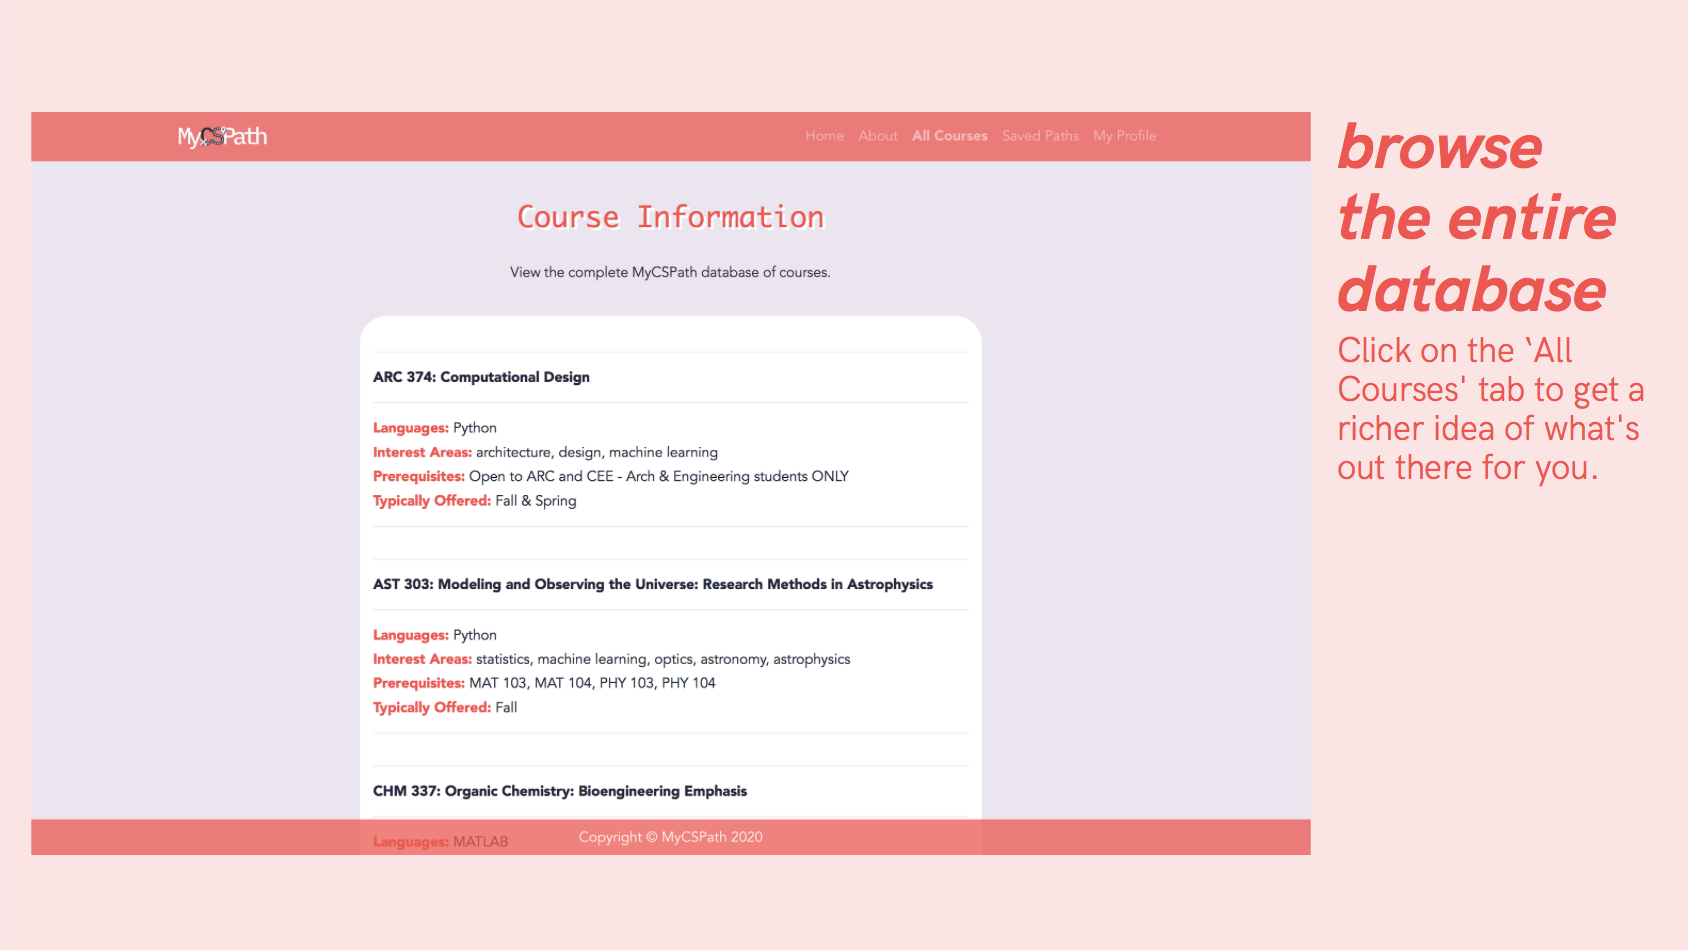 MyCSPath
Home About All Courses Saved Paths My Profile
Course Information
View the complete MyCSPath database of courses.
ARC 374: Computational Design
Languages: Python
Interest Areas: architecture, design, machine learning
Prerequisites: Open to ARC and CEE - Arch & Engineering students ONLY
Typically Offered: Fall & Spring
AST 303: Modeling and Observing the Universe: Research Methods in Astrophysics
Languages: Python
Interest Areas: statistics, machine learning, optics, astronomy, astrophysics
Prerequisites: MAT 103, MAT 104, PHY 103, PHY 104
Typically Offered: Fall
CHM 337: Organic Chemistry: Bioengineering Emphasis
Languages: MATLAB
Copyright © MyCSPath 2020
browse
the entire
database
Click on the `All
Courses' tab to get a
richer idea of what's
out there for you.